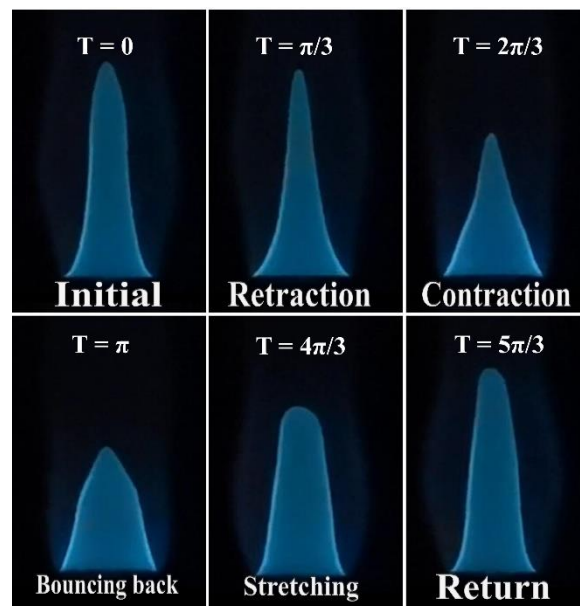 T = 0
Initial
T = π/3
Retraction
T = 2π/3
Contraction
T = π
Bouncing back
T = 4π/3
Stretching
T = 5π/3
Return